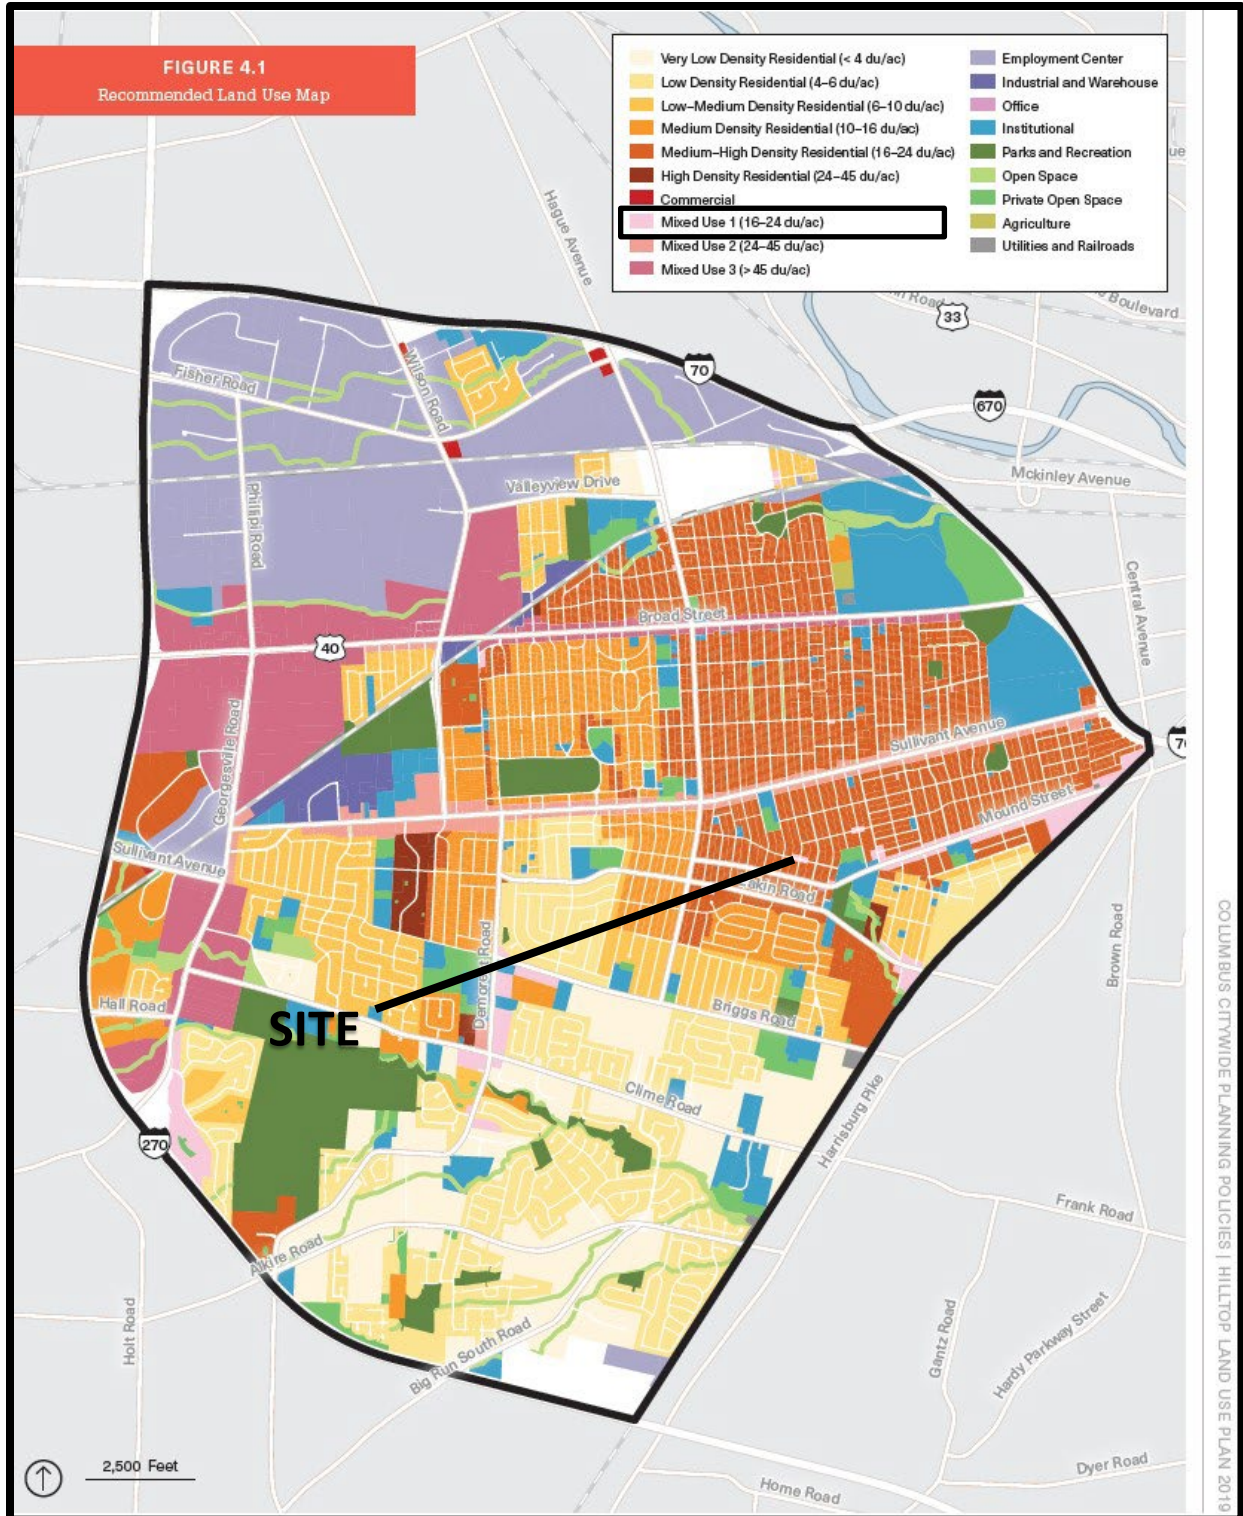 FIGURE 4.1
Recommended Land Use Map
Very Low Density Residential (< 4 du/ac)
Low Density Residential (4–6 du/ac)
Low–Medium Density Residential (6–10 du/ac)
Medium Density Residential (10–16 du/ac)
Medium–High Density Residential (16–24 du/ac)
High Density Residential (24–45 du/ac)
Commercial
Mixed Use 1 (16–24 du/ac)
Mixed Use 2 (24–45 du/ac)
Mixed Use 3 (> 45 du/ac)
Employment Center
Industrial and Warehouse
Office
Institutional
Parks and Recreation
Open Space
Private Open Space
Agriculture
Utilities and Railroads
Hague Avenue
Road
Boulevard
33
70
670
Fisher Road
Wilson Road
Mckinley Avenue
Valleyview Drive
Phillipi Road
Central Avenue
Broad Street
40
Georgesville Road
Sullivant Avenue
Mound Street
Sullivant Avenue
Eakin Road
Brown Road
Demorest Road
Hall Road
SITE
Briggs Road
Clime Road
Harrisburg Pike
270
Frank Road
Alkire Road
Holt Road
Big Run South Road
Gantz Road
Hardy Parkway Street
2,500 Feet
Home Road
Dyer Road
COLUMBUS CITYWIDE PLANNING POLICIES | HILLTOP LAND USE PLAN 2019